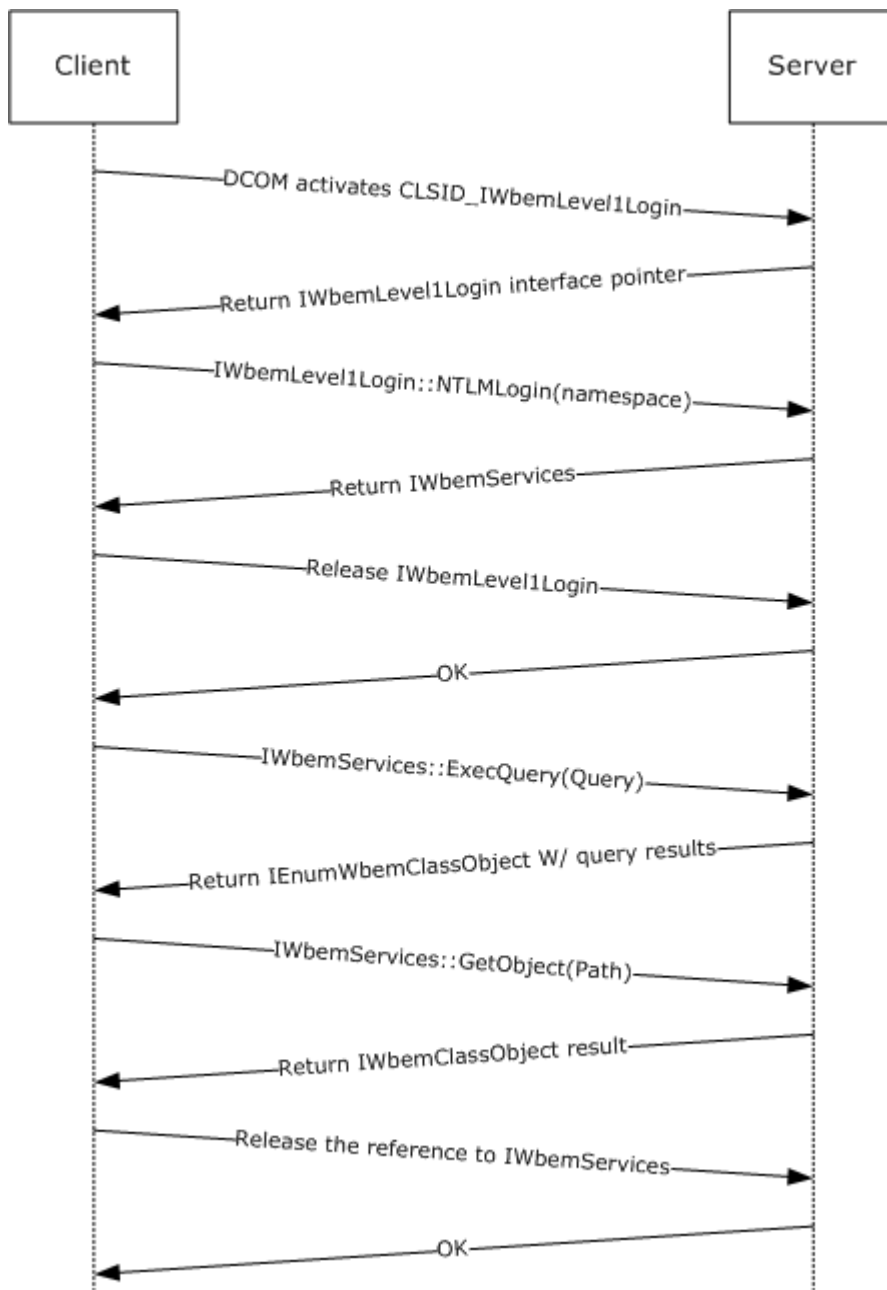 Client
Server
DCOM activates CLSID_IWbemLevel1Login
Return IWbemLevel1Login interface pointer
IWbemLevel1Login::NTLMLogin(namespace)
Return IWbemServices
Release IWbemLevel1Login
OK
IWbemServices::ExecQuery(Query)
Return IEnumWbemClassObject W/ query results
IWbemServices::GetObject(Path)
Return IWbemClassObject result
Release the reference to IWbemServices
OK